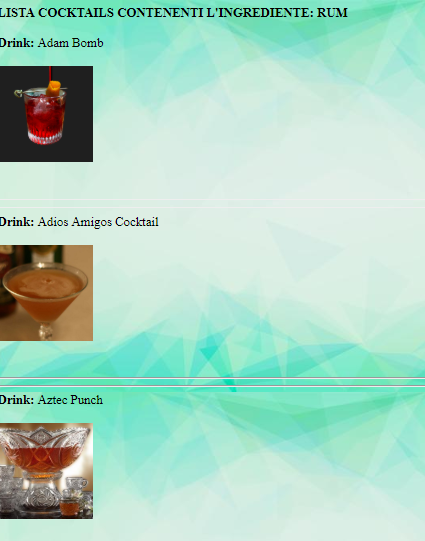 LISTA COCKTAILS CONTENENTI L'INGREDIENTE: RUM
Drink: Adam Bomb
Drink: Adios Amigos Cocktail
Drink: Aztec Punch